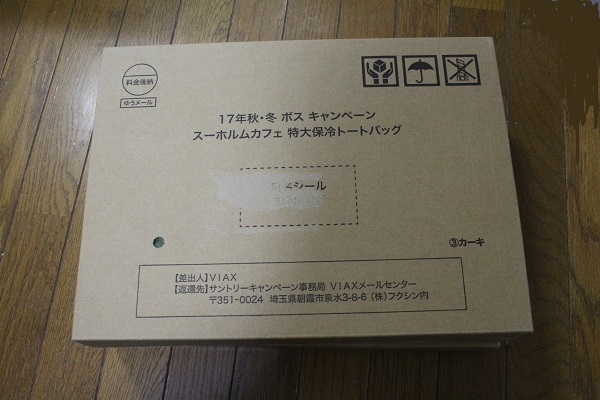 料金後納
ゆうメール
17年秋・冬 ボス キャンペーン
スーホルムカフェ 特大保冷トートバッグ
シール
③カーキ
【差出人】VIAX
【返還先】サントリーキャンペーン事務局 VIAXメールセンター
〒351-0024 埼玉県朝霞市泉水3-8-6 (株)フクシン内